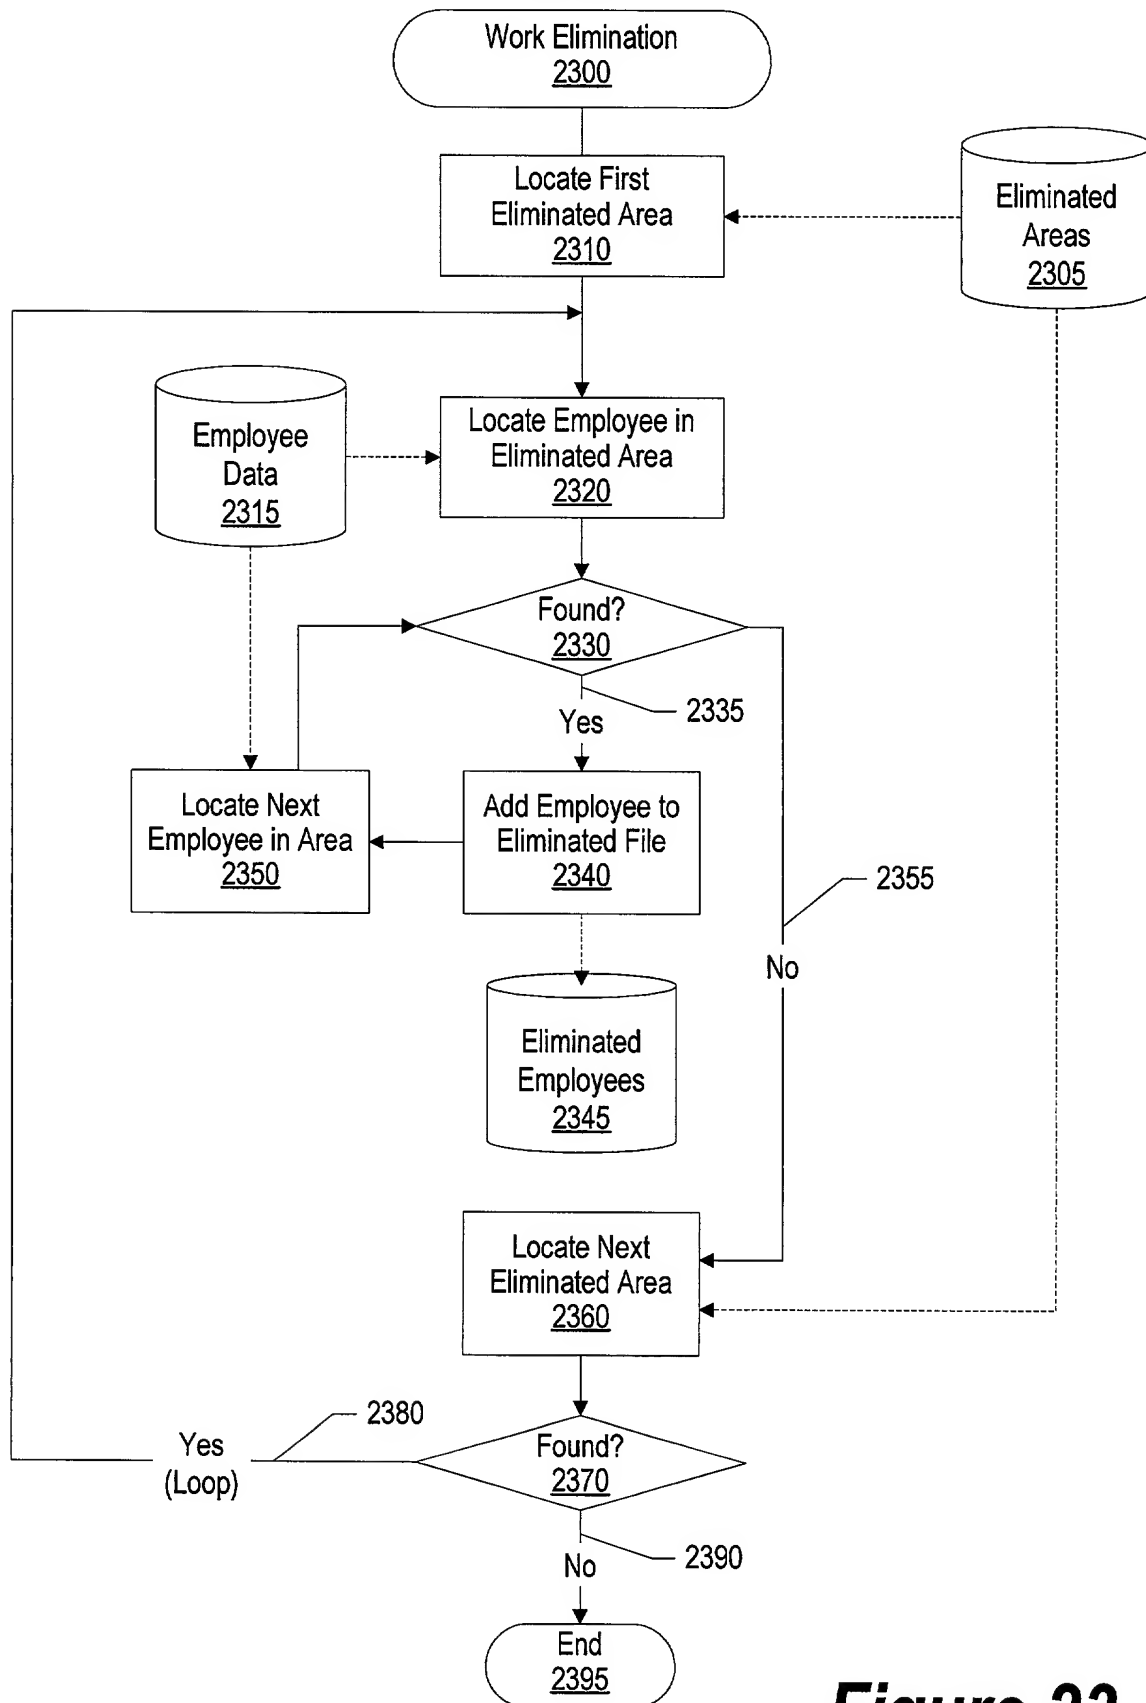 Work Elimination
2300
Locate First
Eliminated Area
2310
Eliminated
Areas
2305
Employee
Data
2315
Locate Employee in
Eliminated Area
2320
Found?
2330
2335
Yes
Locate Next
Employee in Area
2350
Add Employee to
Eliminated File
2340
2355
No
Eliminated
Employees
2345
Locate Next
Eliminated Area
2360
2380
Yes
(Loop)
Found?
2370
2390
No
End
2395